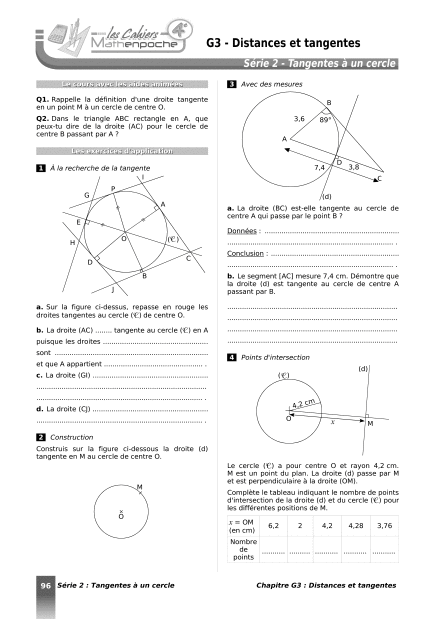 les Cahiers
Mathenpoche
4e
G3 - Distances et tangentes
Série 2 - Tangentes à un cercle
Le cours avec les aides animées
Q1. Rappelle la définition d'une droite tangente
en un point M à un cercle de centre O.
Q2. Dans le triangle ABC rectangle en A, que
peux-tu dire de la droite (AC) pour le cercle de
centre B passant par A ?
Les exercices d'application
1 À la recherche de la tangente
I
G
P
A
E
O
(C)
H
D
C
B
J
a. Sur la figure ci-dessus, repasse en rouge les
droites tangentes au cercle (C) de centre O.
b. La droite (AC) ........ tangente au cercle (C) en A
puisque les droites ..........................................
sont ..............................................................
et que A appartient ........................................ .
c. La droite (GI) ..............................................
....................................................................
.................................................................... .
d. La droite (CJ) ..............................................
.................................................................... .
2 Construction
Construis sur la figure ci-dessous la droite (d)
tangente en M au cercle de centre O.
M
O
3 Avec des mesures
B
3,6
89°
A
D
7,4
3,8
C
(d)
a. La droite (BC) est-elle tangente au cercle de
centre A qui passe par le point B ?
Données : ......................................................
.................................................................... .
Conclusion : ...................................................
.................................................................... .
b. Le segment [AC] mesure 7,4 cm. Démontre que
la droite (d) est tangente au cercle de centre A
passant par B.
....................................................................
....................................................................
....................................................................
....................................................................
4 Points d'intersection
(d)
(C)
4,2 cm
O
x
M
Le cercle (C) a pour centre O et rayon 4,2 cm.
M est un point du plan. La droite (d) passe par M
et est perpendiculaire à la droite (OM).
Complète le tableau indiquant le nombre de points
d'intersection de la droite (d) et du cercle (C) pour
les différentes positions de M.
x = OM (en cm) 6,2 2 4,2 4,28 3,76
Nombre de points ........... .......... .......... ........... ...........
96 Série 2 : Tangentes à un cercle
Chapitre G3 : Distances et tangentes